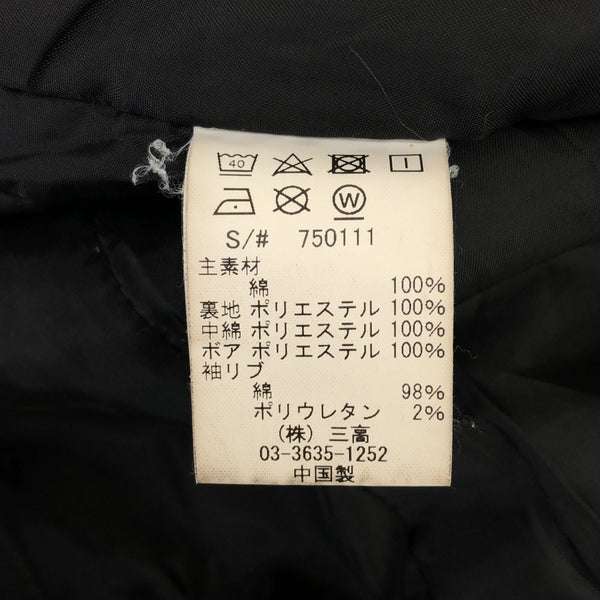 40
W
S/# 750111
主素材
綿 100%
裏地 ポリエステル 100%
中綿 ポリエステル 100%
ボア ポリエステル 100%
袖リブ
綿 98%
ポリウレタン 2%
(株) 三高
03-3635-1252
中国製